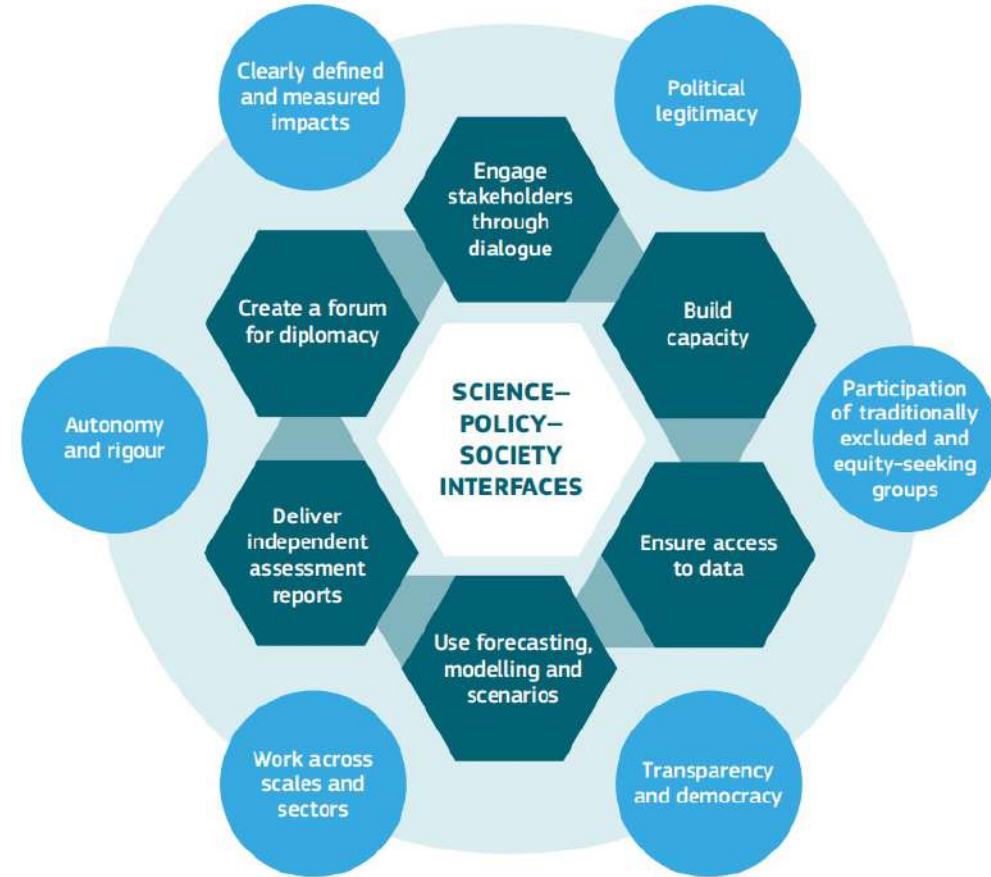 Clearly defined
and measured
impacts
Political
legitimacy
Engage
stakeholders
through
dialogue
Create a forum
for diplomacy
Build
capacity
SCIENCE–
POLICY–
SOCIETY
INTERFACES
Autonomy
and rigour
Participation
of traditionally
excluded and
equity-seeking
groups
Deliver
independent
assessment
reports
Ensure access
to data
Use forecasting,
modelling and
scenarios
Work across
scales and
sectors
Transparency
and democracy